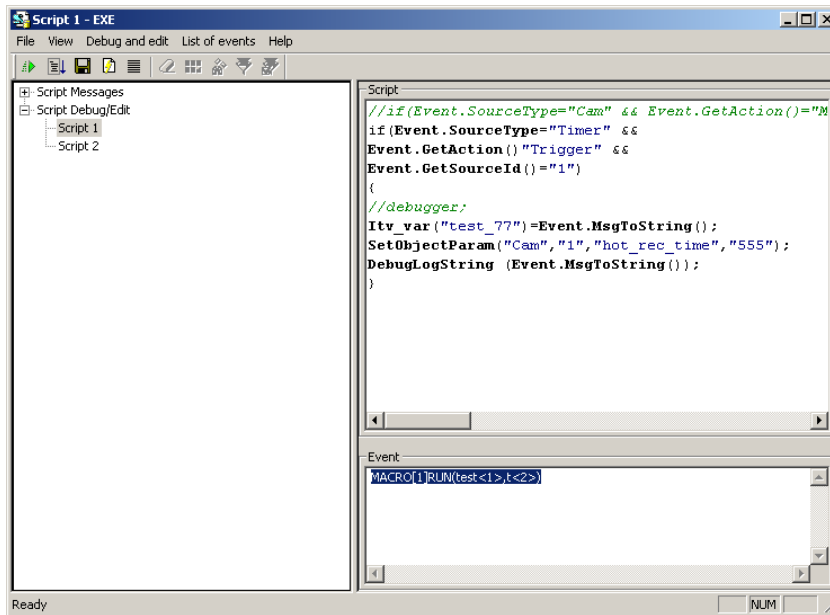 Script 1 - EXE
File View Debug and edit List of events Help
Script Messages
Script Debug/Edit
Script 1
Script 2
Script
//if(Event.SourceType="Cam" && Event.GetAction()="M
if(Event.SourceType="Timer" &&
Event.GetAction()"Trigger" &&
Event.GetSourceId()="1")
{
//debugger;
Itv_var("test_77")=Event.MsgToString();
SetObjectParam("Cam","1","hot_rec_time","555");
DebugLogString (Event.MsgToString());
}
Event
MACRO[1]RUN(test<1>,t<2>)
Ready
NUM